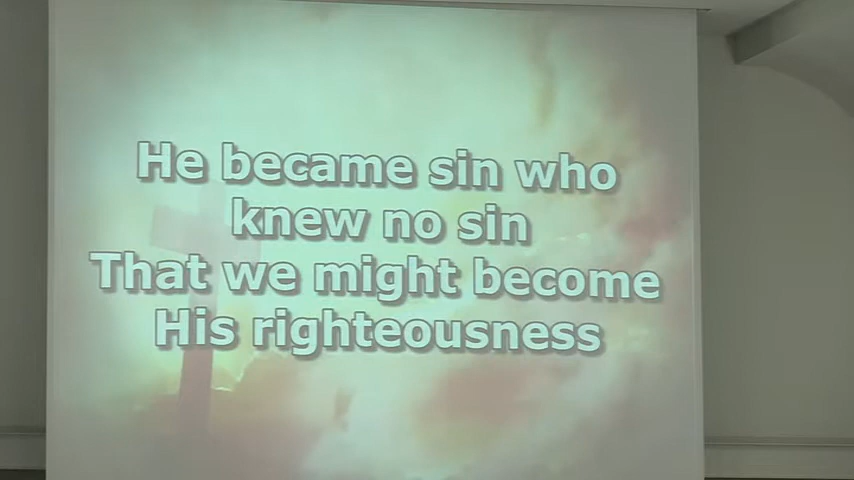 He became sin who
knew no sin
That we might become
His righteousness